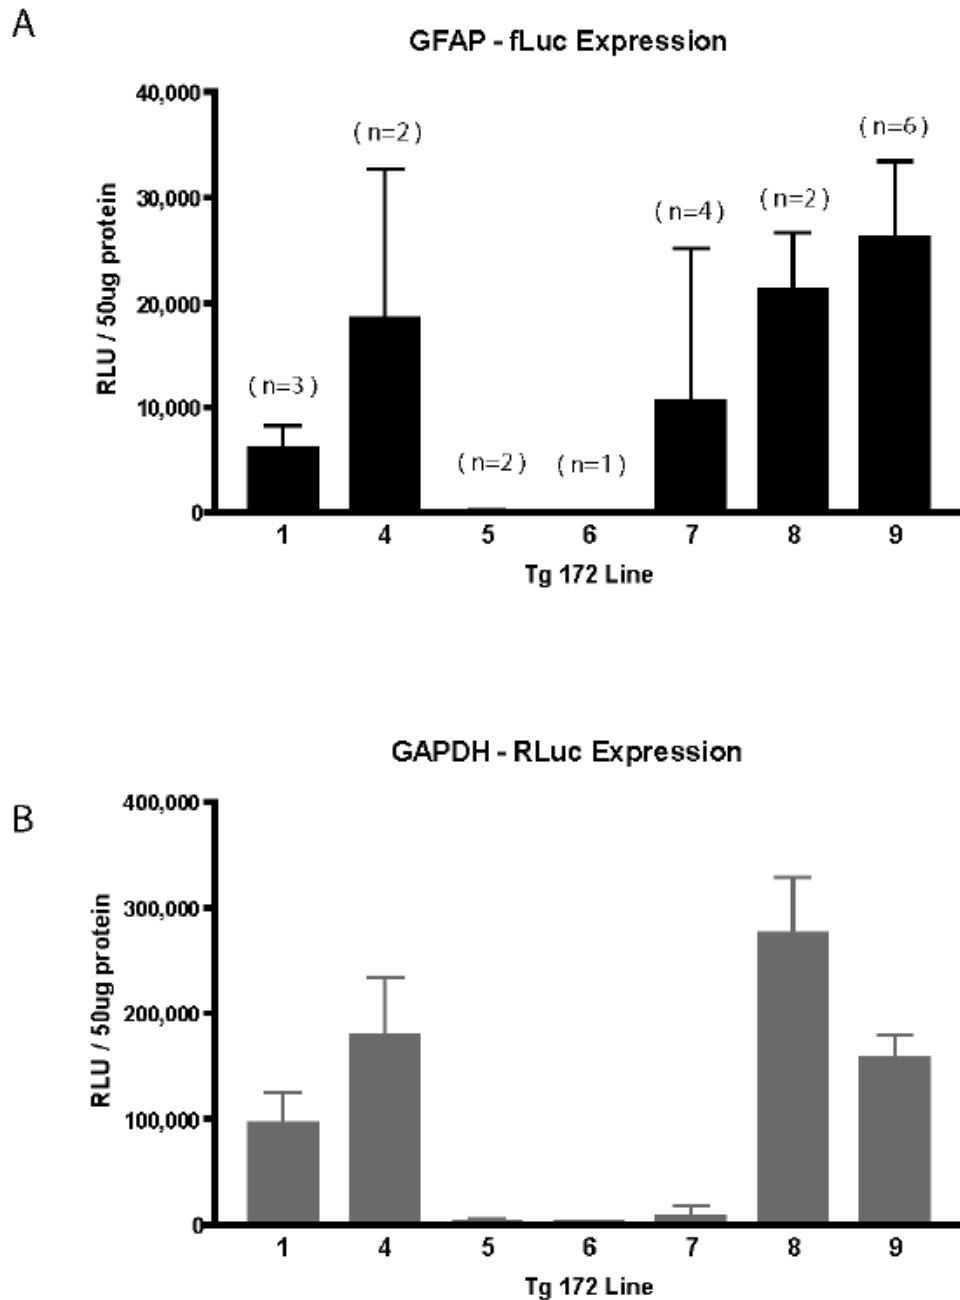 A
GFAP - fLuc Expression
40,000
30,000
20,000
10,000
0
RLU / 50ug protein
( n=3 )
( n=2 )
( n=2 )
( n=1 )
( n=4 )
( n=2 )
( n=6 )
1 4 5 6 7 8 9
Tg 172 Line
B
GAPDH - RLuc Expression
400,000
300,000
200,000
100,000
0
RLU / 50ug protein
1 4 5 6 7 8 9
Tg 172 Line